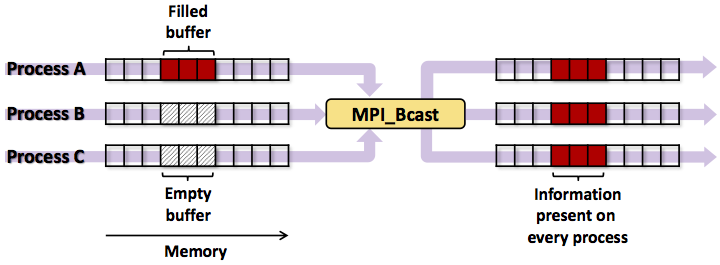 Filled
buffer
Process A
Process B
MPI_Bcast
Process C
Empty
buffer
Information
present on
every process
Memory